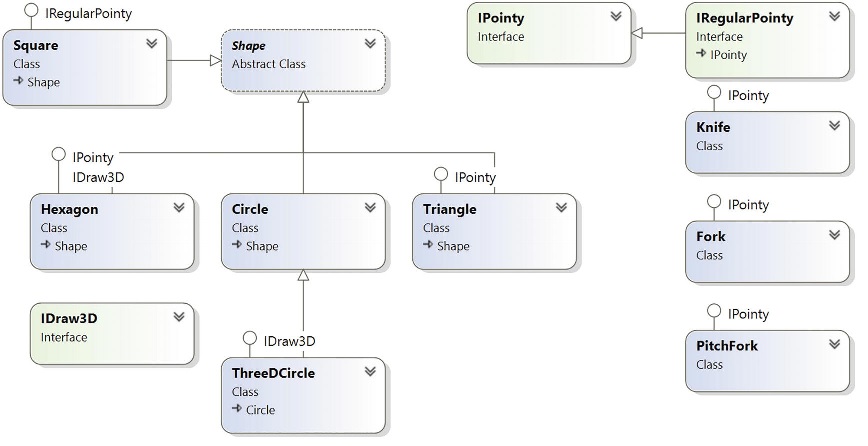 IRegularPointy
Square
Class
Shape
Shape
Abstract Class
IPointy
Interface
IRegularPointy
Interface
IPointy
IPointy
Knife
Class
IPointy
IDraw3D
Hexagon
Class
Shape
Circle
Class
Shape
IPointy
Triangle
Class
Shape
IPointy
Fork
Class
IDraw3D
Interface
IDraw3D
ThreeDCircle
Class
Circle
IPointy
PitchFork
Class